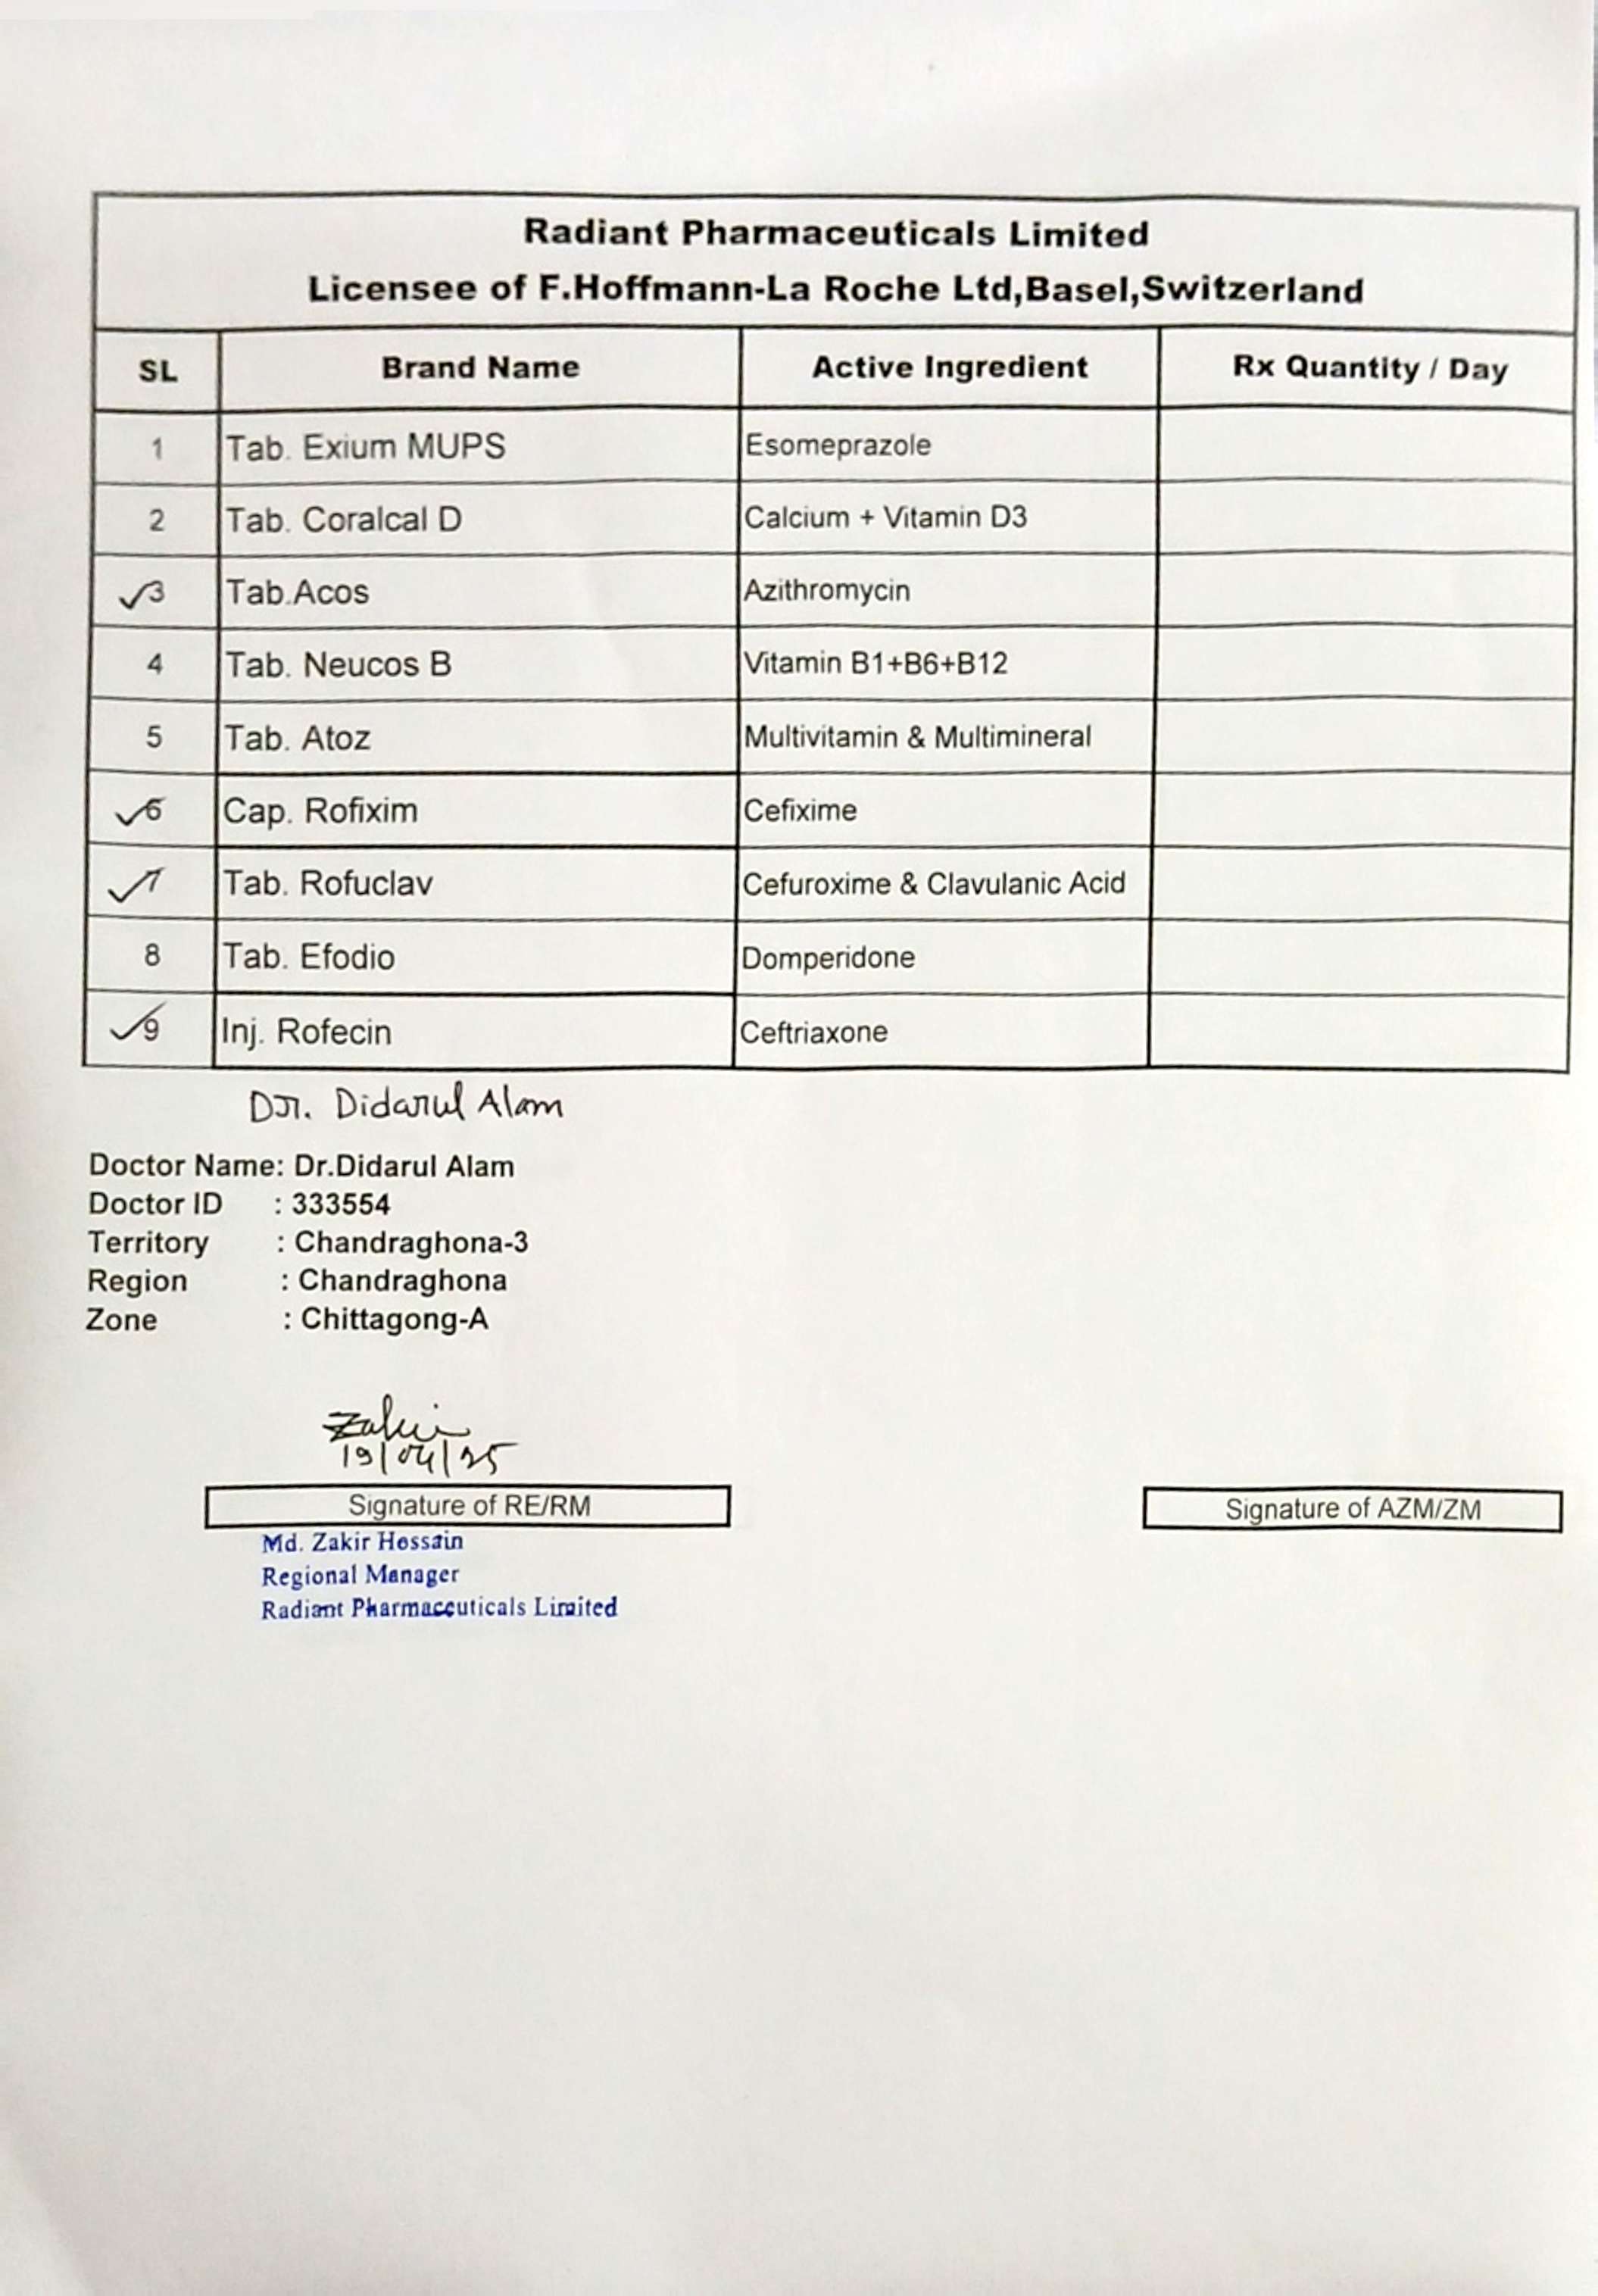 Radiant Pharmaceuticals Limited
Licensee of F.Hoffmann-La Roche Ltd,Basel,Switzerland
SL Brand Name Active Ingredient Rx Quantity / Day
1 Tab. Exium MUPS Esomeprazole
2 Tab. Coralcal D Calcium + Vitamin D3
✓3 Tab.Acos Azithromycin
4 Tab. Neucos B Vitamin B1+B6+B12
5 Tab. Atoz Multivitamin & Multimineral
✓6 Cap. Rofixim Cefixime
✓7 Tab. Rofuclav Cefuroxime & Clavulanic Acid
8 Tab. Efodio Domperidone
✓9 Inj. Rofecin Ceftriaxone
Dr. Didarul Alam
Doctor Name: Dr.Didarul Alam
Doctor ID : 333554
Territory : Chandraghona-3
Region : Chandraghona
Zone : Chittagong-A
Zakir
19/04/25
Signature of RE/RM Signature of AZM/ZM
Md. Zakir Hossain
Regional Manager
Radiant Pharmaceuticals Limited